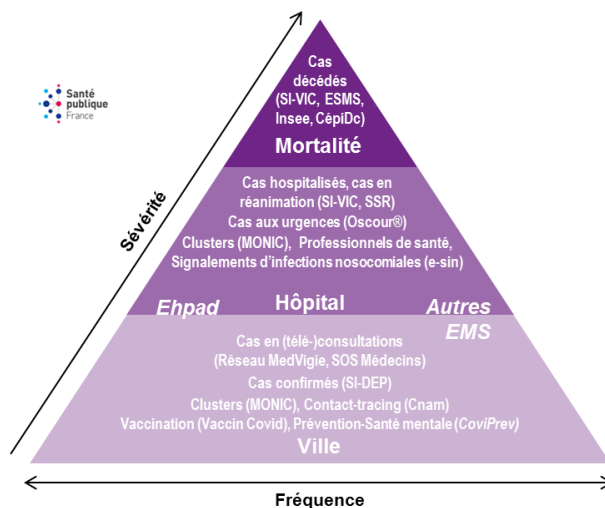 Santé
publique
France
Cas
décédés
(SI-VIC, ESMS,
Insee, CépiDc)
Mortalité
Sévérité
Cas hospitalisés, cas en
réanimation (SI-VIC, SSR)
Cas aux urgences (Oscour®)
Clusters (MONIC), Professionnels de santé,
Signalements d'infections nosocomiales (e-sin)
Ehpad Hôpital Autres
EMS
Cas en (télé-)consultations
(Réseau MedVigie, SOS Médecins)
Cas confirmés (SI-DEP)
Clusters (MONIC), Contact-tracing (Cnam)
Vaccination (Vaccin Covid), Prévention-Santé mentale (CoviPrev)
Ville
Fréquence